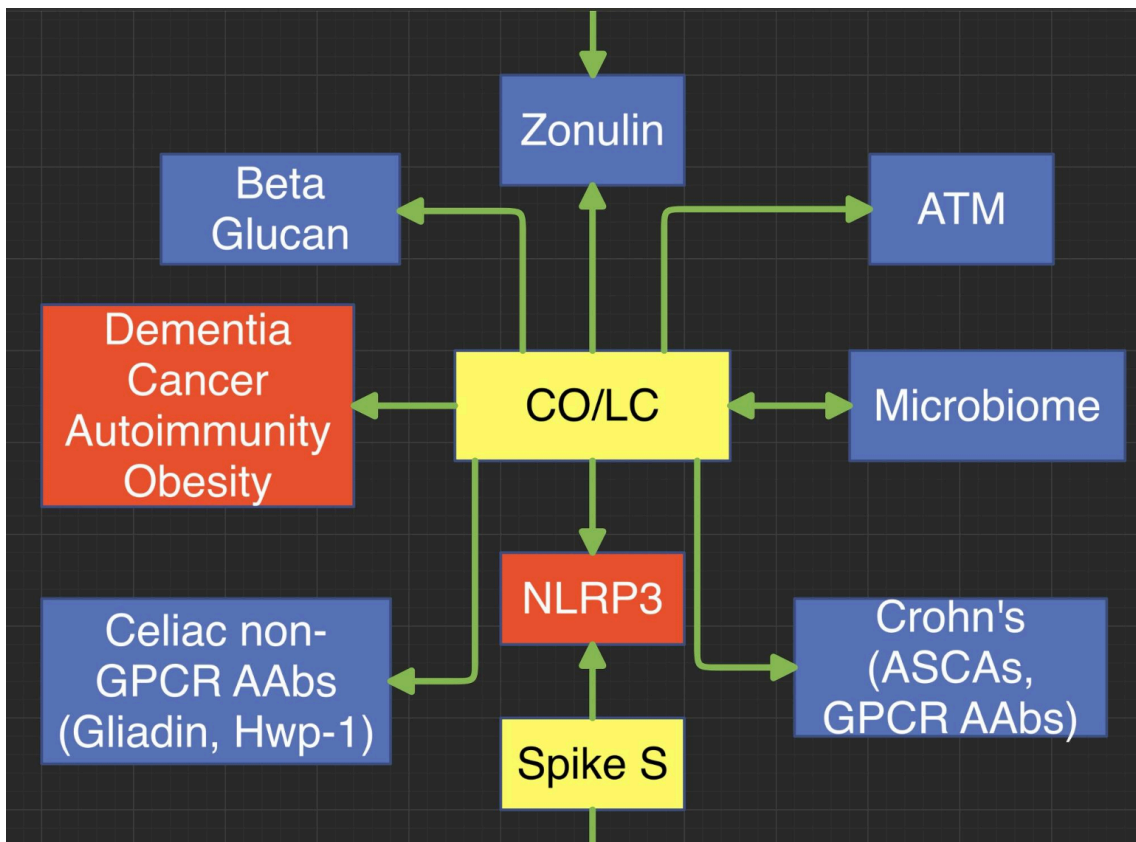 Zonulin
Beta
Glucan
ATM
Dementia
Cancer
Autoimmunity
Obesity
CO/LC
Microbiome
NLRP3
Celiac non-
GPCR AAbs
(Gliadin, Hwp-1)
Crohn's
(ASCAs,
GPCR AAbs)
Spike S